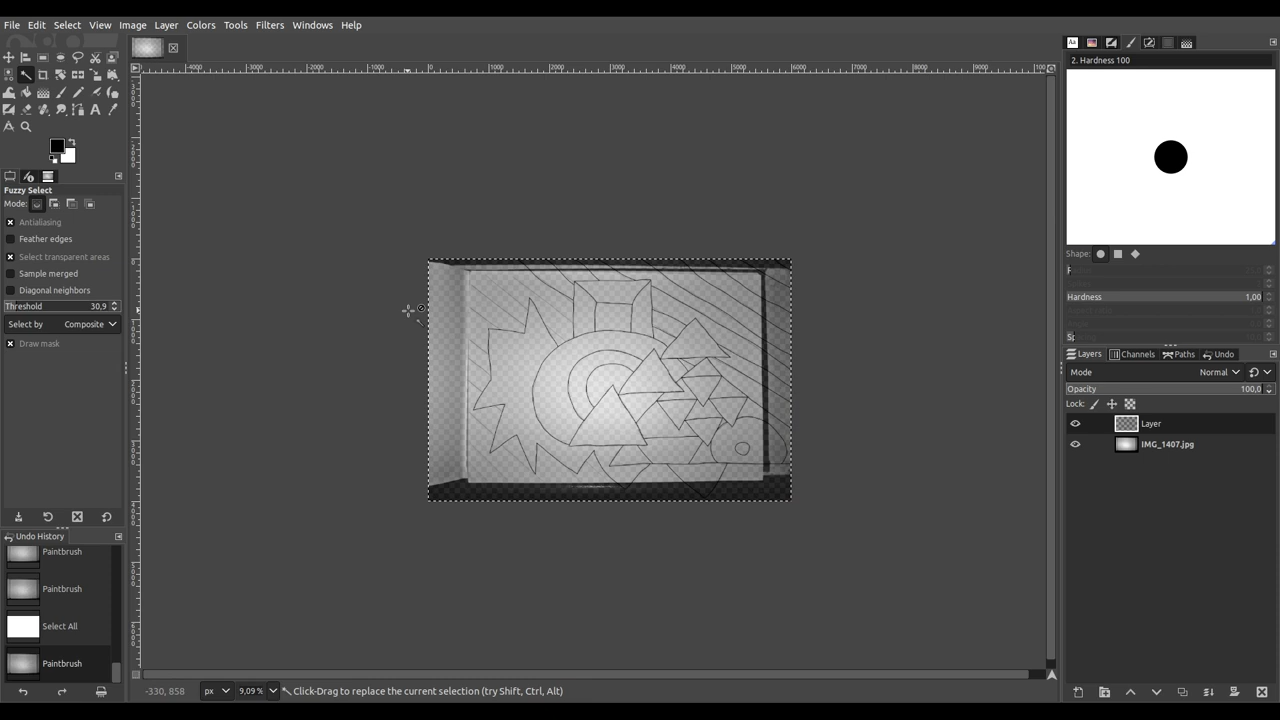 File Edit Select View Image Layer Colors Tools Filters Windows Help
2. Hardness 100
Fuzzy Select
Mode:
Antialiasing
Feather edges
Select transparent areas
Sample merged
Diagonal neighbors
Threshold 30,9
Select by Composite
Draw mask
Undo History
Paintbrush
Paintbrush
Select All
Paintbrush
-330, 858 px 9,09 % Click-Drag to replace the current selection (try Shift, Ctrl, Alt)
Shape:
Hardness 1,00
Layers Channels Paths Undo
Mode Normal
Opacity 100,0
Lock:
Layer
IMG_1407.jpg